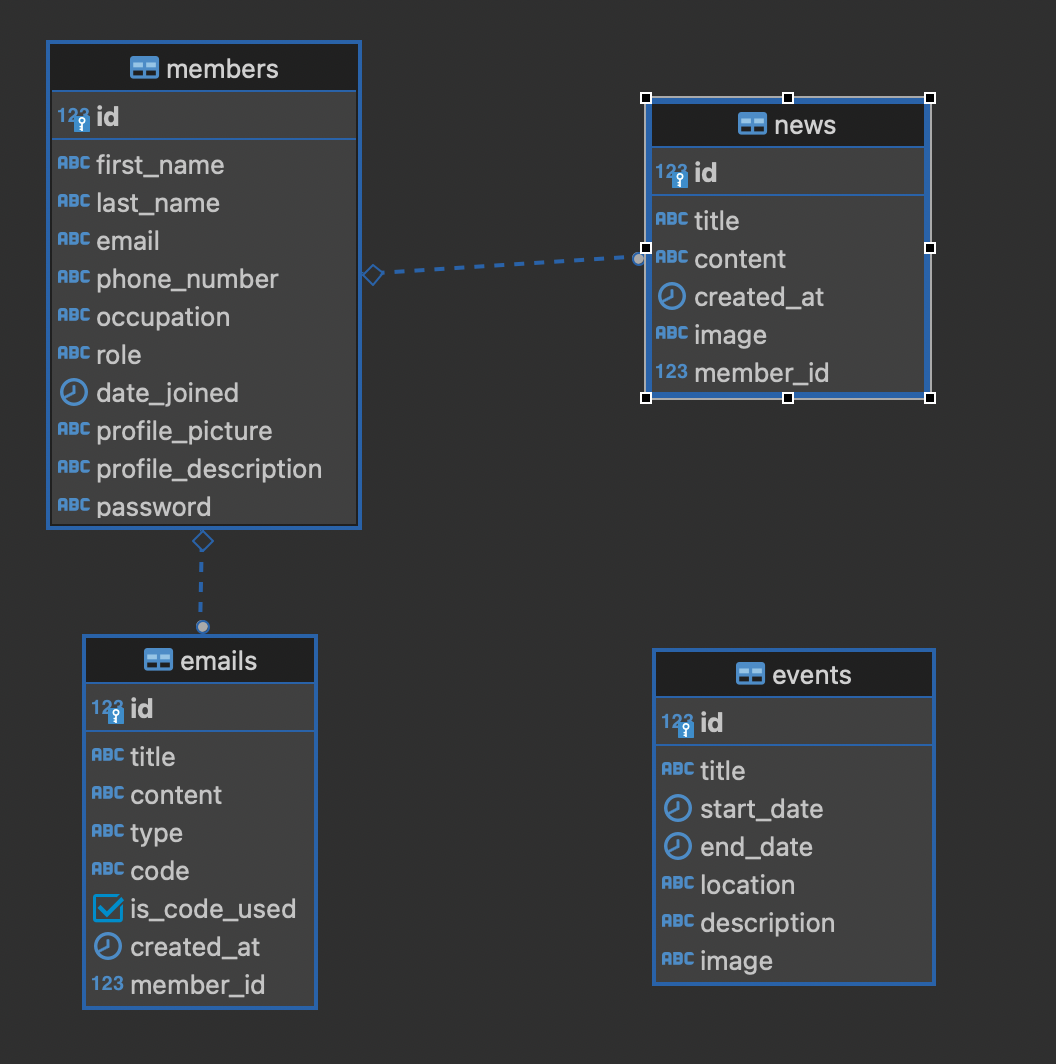 members
123 id
ABC first_name
ABC last_name
ABC email
ABC phone_number
ABC occupation
ABC role
date_joined
ABC profile_picture
ABC profile_description
ABC password
news
123 id
ABC title
ABC content
created_at
ABC image
123 member_id
emails
123 id
ABC title
ABC content
ABC type
ABC code
is_code_used
created_at
123 member_id
events
123 id
ABC title
start_date
end_date
ABC location
ABC description
ABC image